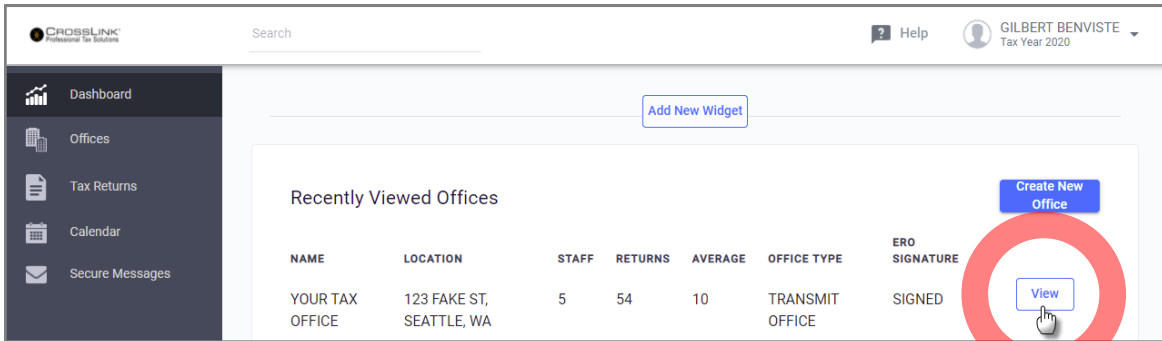 CROSSLINK
Professional Tax Solutions
Search
? Help
GILBERT BENVISTE
Tax Year 2020
Dashboard
Offices
Tax Returns
Calendar
Secure Messages
Add New Widget
Recently Viewed Offices
Create New
Office
NAME LOCATION STAFF RETURNS AVERAGE OFFICE TYPE ERO
SIGNATURE
YOUR TAX 123 FAKE ST, 5 54 10 TRANSMIT SIGNED View
OFFICE SEATTLE, WA OFFICE